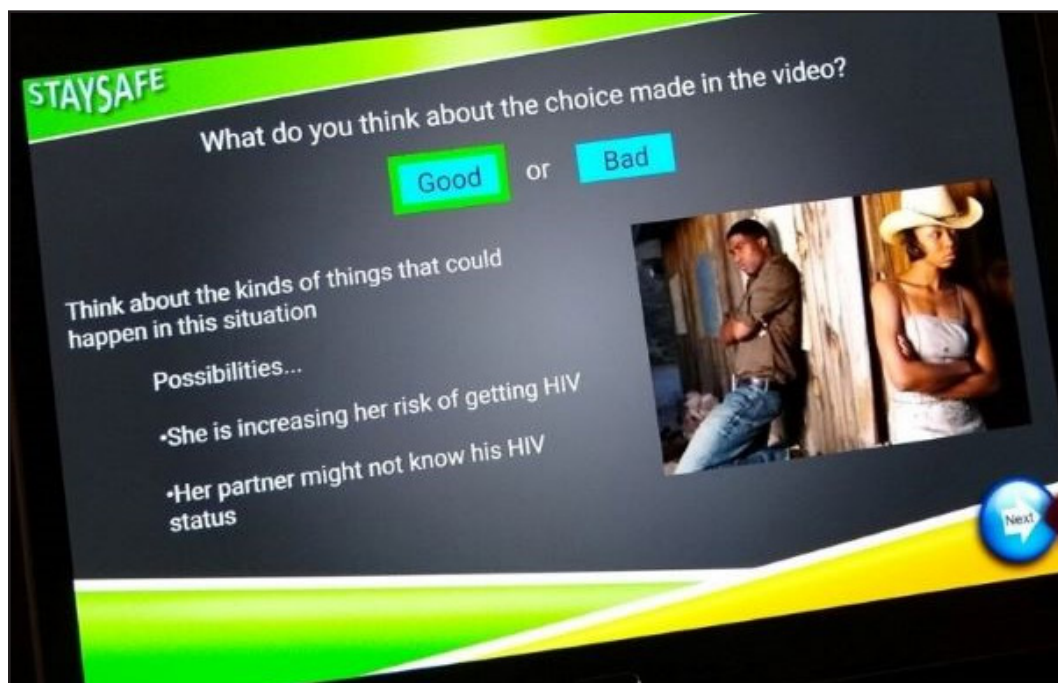 STAYSAFE
What do you think about the choice made in the video?
Good or Bad
Think about the kinds of things that could
happen in this situation
Possibilities...
•She is increasing her risk of getting HIV
•Her partner might not know his HIV
status
Next